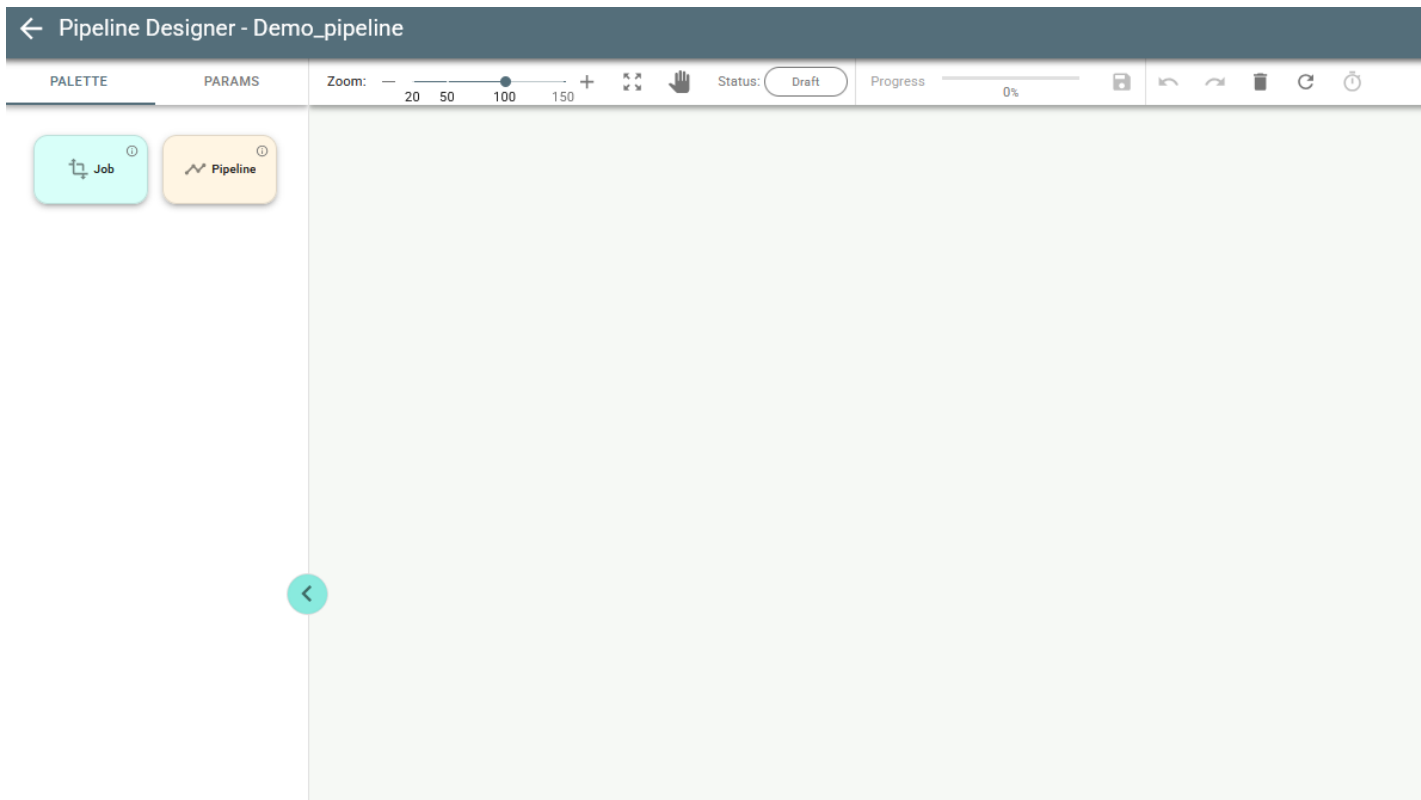 Pipeline Designer - Demo_pipeline
PALETTE PARAMS Zoom: 20 50 100 150 Status: Draft Progress 0%
Job Pipeline